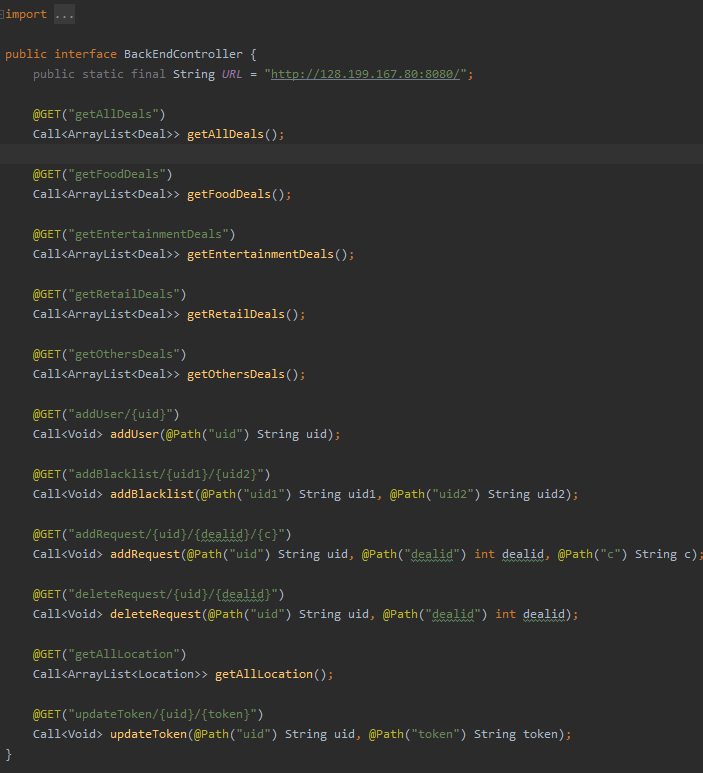 import ...
public interface BackEndController {
public static final String URL = "http://128.199.167.80:8080/";
@GET("getAllDeals")
Call<ArrayList<Deal>> getAllDeals();
@GET("getFoodDeals")
Call<ArrayList<Deal>> getFoodDeals();
@GET("getEntertainmentDeals")
Call<ArrayList<Deal>> getEntertainmentDeals();
@GET("getRetailDeals")
Call<ArrayList<Deal>> getRetailDeals();
@GET("getOthersDeals")
Call<ArrayList<Deal>> getOthersDeals();
@GET("addUser/{uid}")
Call<Void> addUser(@Path("uid") String uid);
@GET("addBlacklist/{uid1}/{uid2}")
Call<Void> addBlacklist(@Path("uid1") String uid1, @Path("uid2") String uid2);
@GET("addRequest/{uid}/{dealid}/{c}")
Call<Void> addRequest(@Path("uid") String uid, @Path("dealid") int dealid, @Path("c") String c);
@GET("deleteRequest/{uid}/{dealid}")
Call<Void> deleteRequest(@Path("uid") String uid, @Path("dealid") int dealid);
@GET("getAllLocation")
Call<ArrayList<Location>> getAllLocation();
@GET("updateToken/{uid}/{token}")
Call<Void> updateToken(@Path("uid") String uid, @Path("token") String token);
}